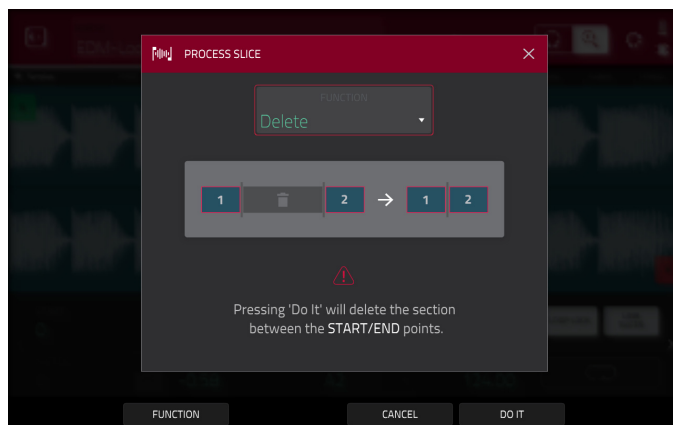 PROCESS SLICE
FUNCTION
Delete
1
2
1
2
Pressing 'Do It' will delete the section
between the START/END points.
FUNCTION
CANCEL
DO IT